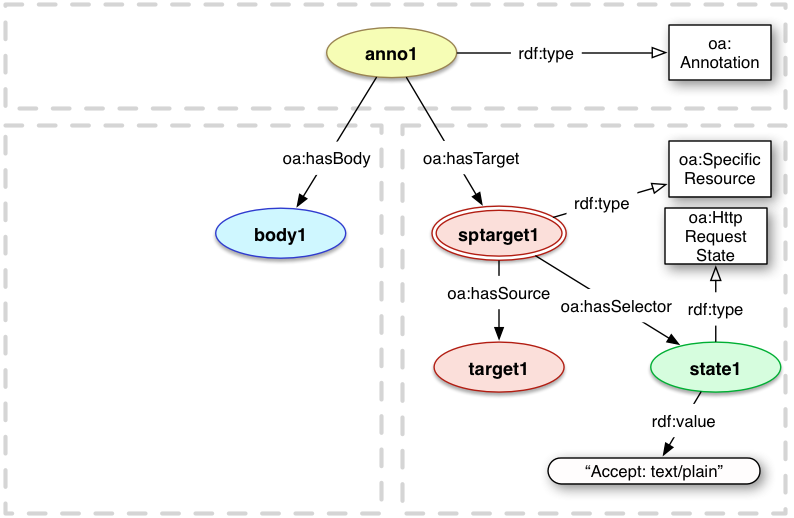 anno1
rdf:type
oa:
Annotation
oa:hasBody
oa:hasTarget
oa:Specific
Resource
rdf:type
body1
sptarget1
oa:Http
Request
State
oa:hasSource
oa:hasSelector
rdf:type
target1
state1
rdf:value
“Accept: text/plain”